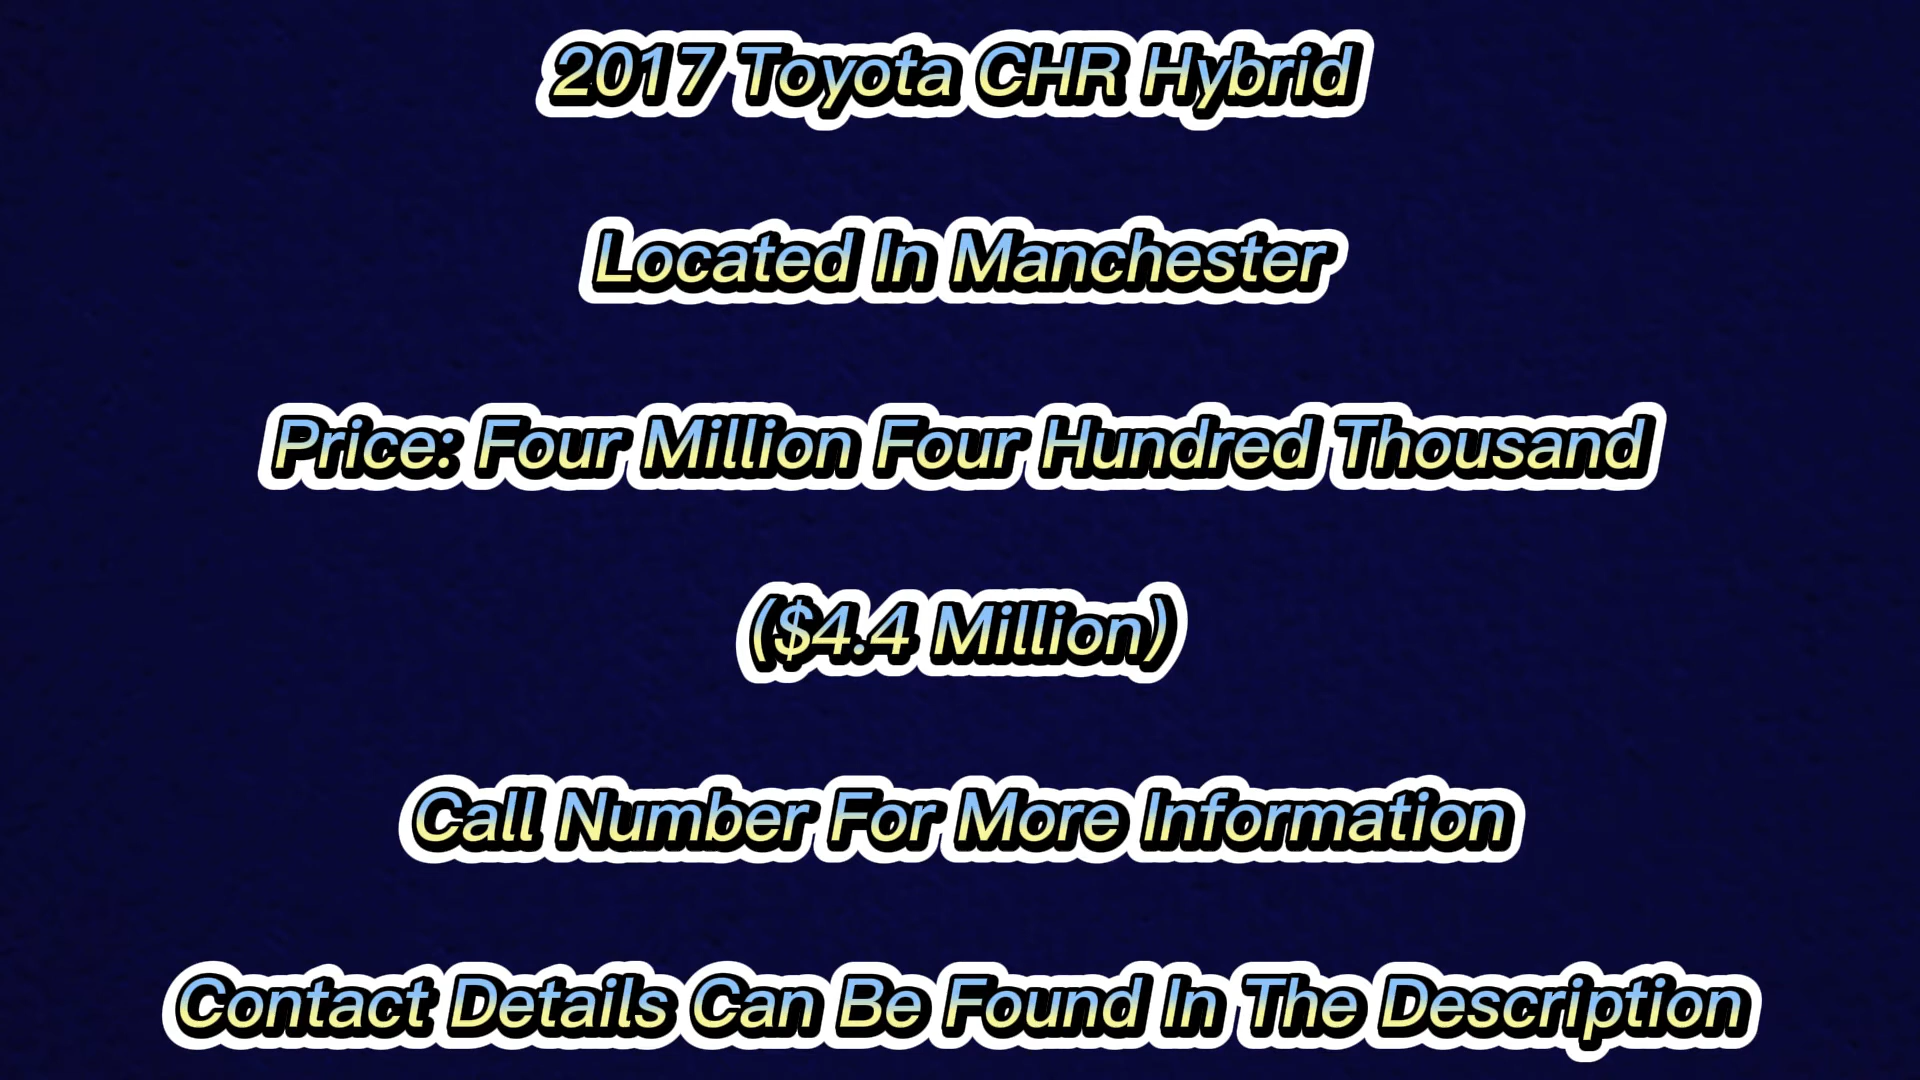 2017 Toyota CHR Hybrid
Located In Manchester
Price: Four Million Four Hundred Thousand
($4.4 Million)
Call Number For More Information
Contact Details Can Be Found In The Description